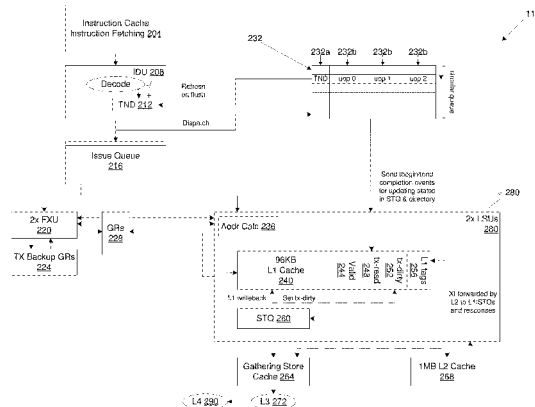 11
Instruction Cache
Instruction Fetching 204
232
232a 232b 232b 232b
IDU 208
Decode
-/
+
TND 212
Refresh
on flush
TND uop 0 uop 1 uop 2
Dispatch
Issue Queue
216
Send tbegin/tend
completion events
for updating states
in STQ & directory
280
2x FXU
220
GRs
228
Addr Calc 236
2x LSUs
280
TX Backup GRs
224
96KB
L1 Cache
240
Valid
244
tx-read
248
tx-dirty
252
L1 tags
256
L1 writeback
Set tx-dirty
XI forwarded by
L2 to L1/STQs
and responses
STQ 260
Gathering Store
Cache 264
1MB L2 Cache
268
L4 290
L3 272